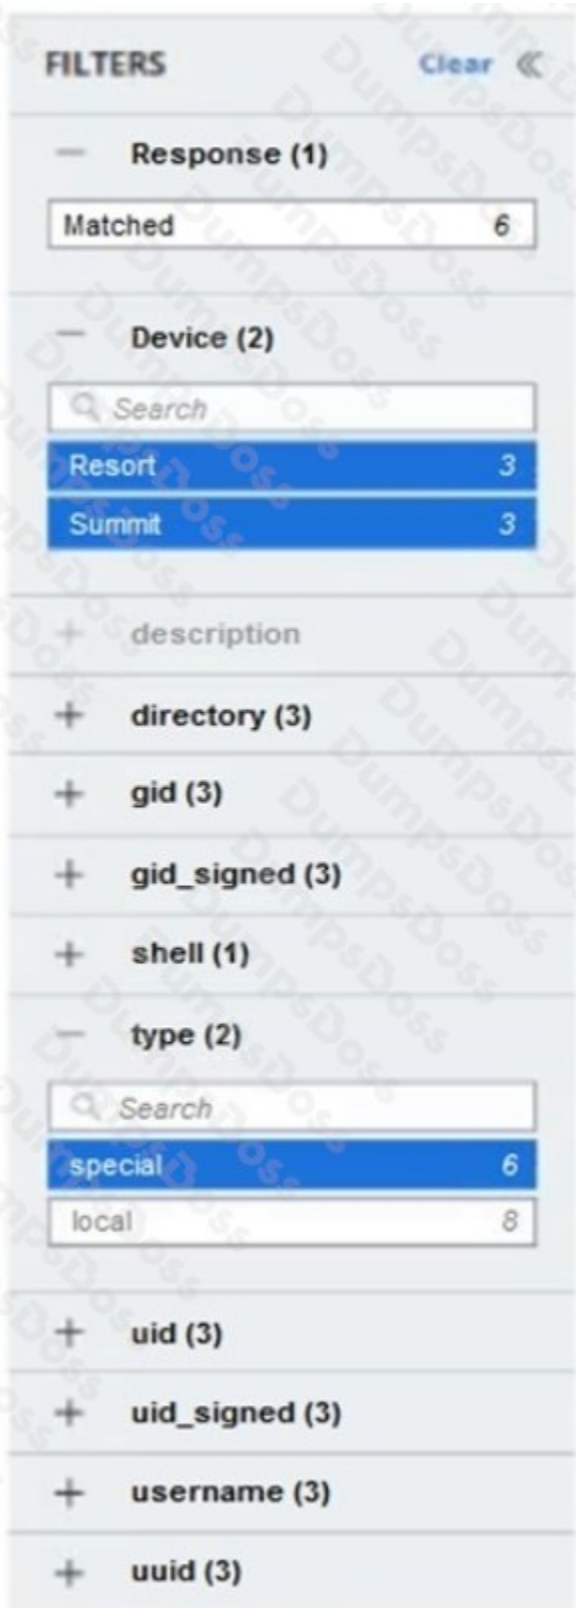 FILTERS Clear
Response (1)
Matched 6
Device (2)
Search
Resort 3
Summit 3
description
directory (3)
gid (3)
gid_signed (3)
shell (1)
type (2)
Search
special 6
local 8
uid (3)
uid_signed (3)
username (3)
uuid (3)
DumpsDoss